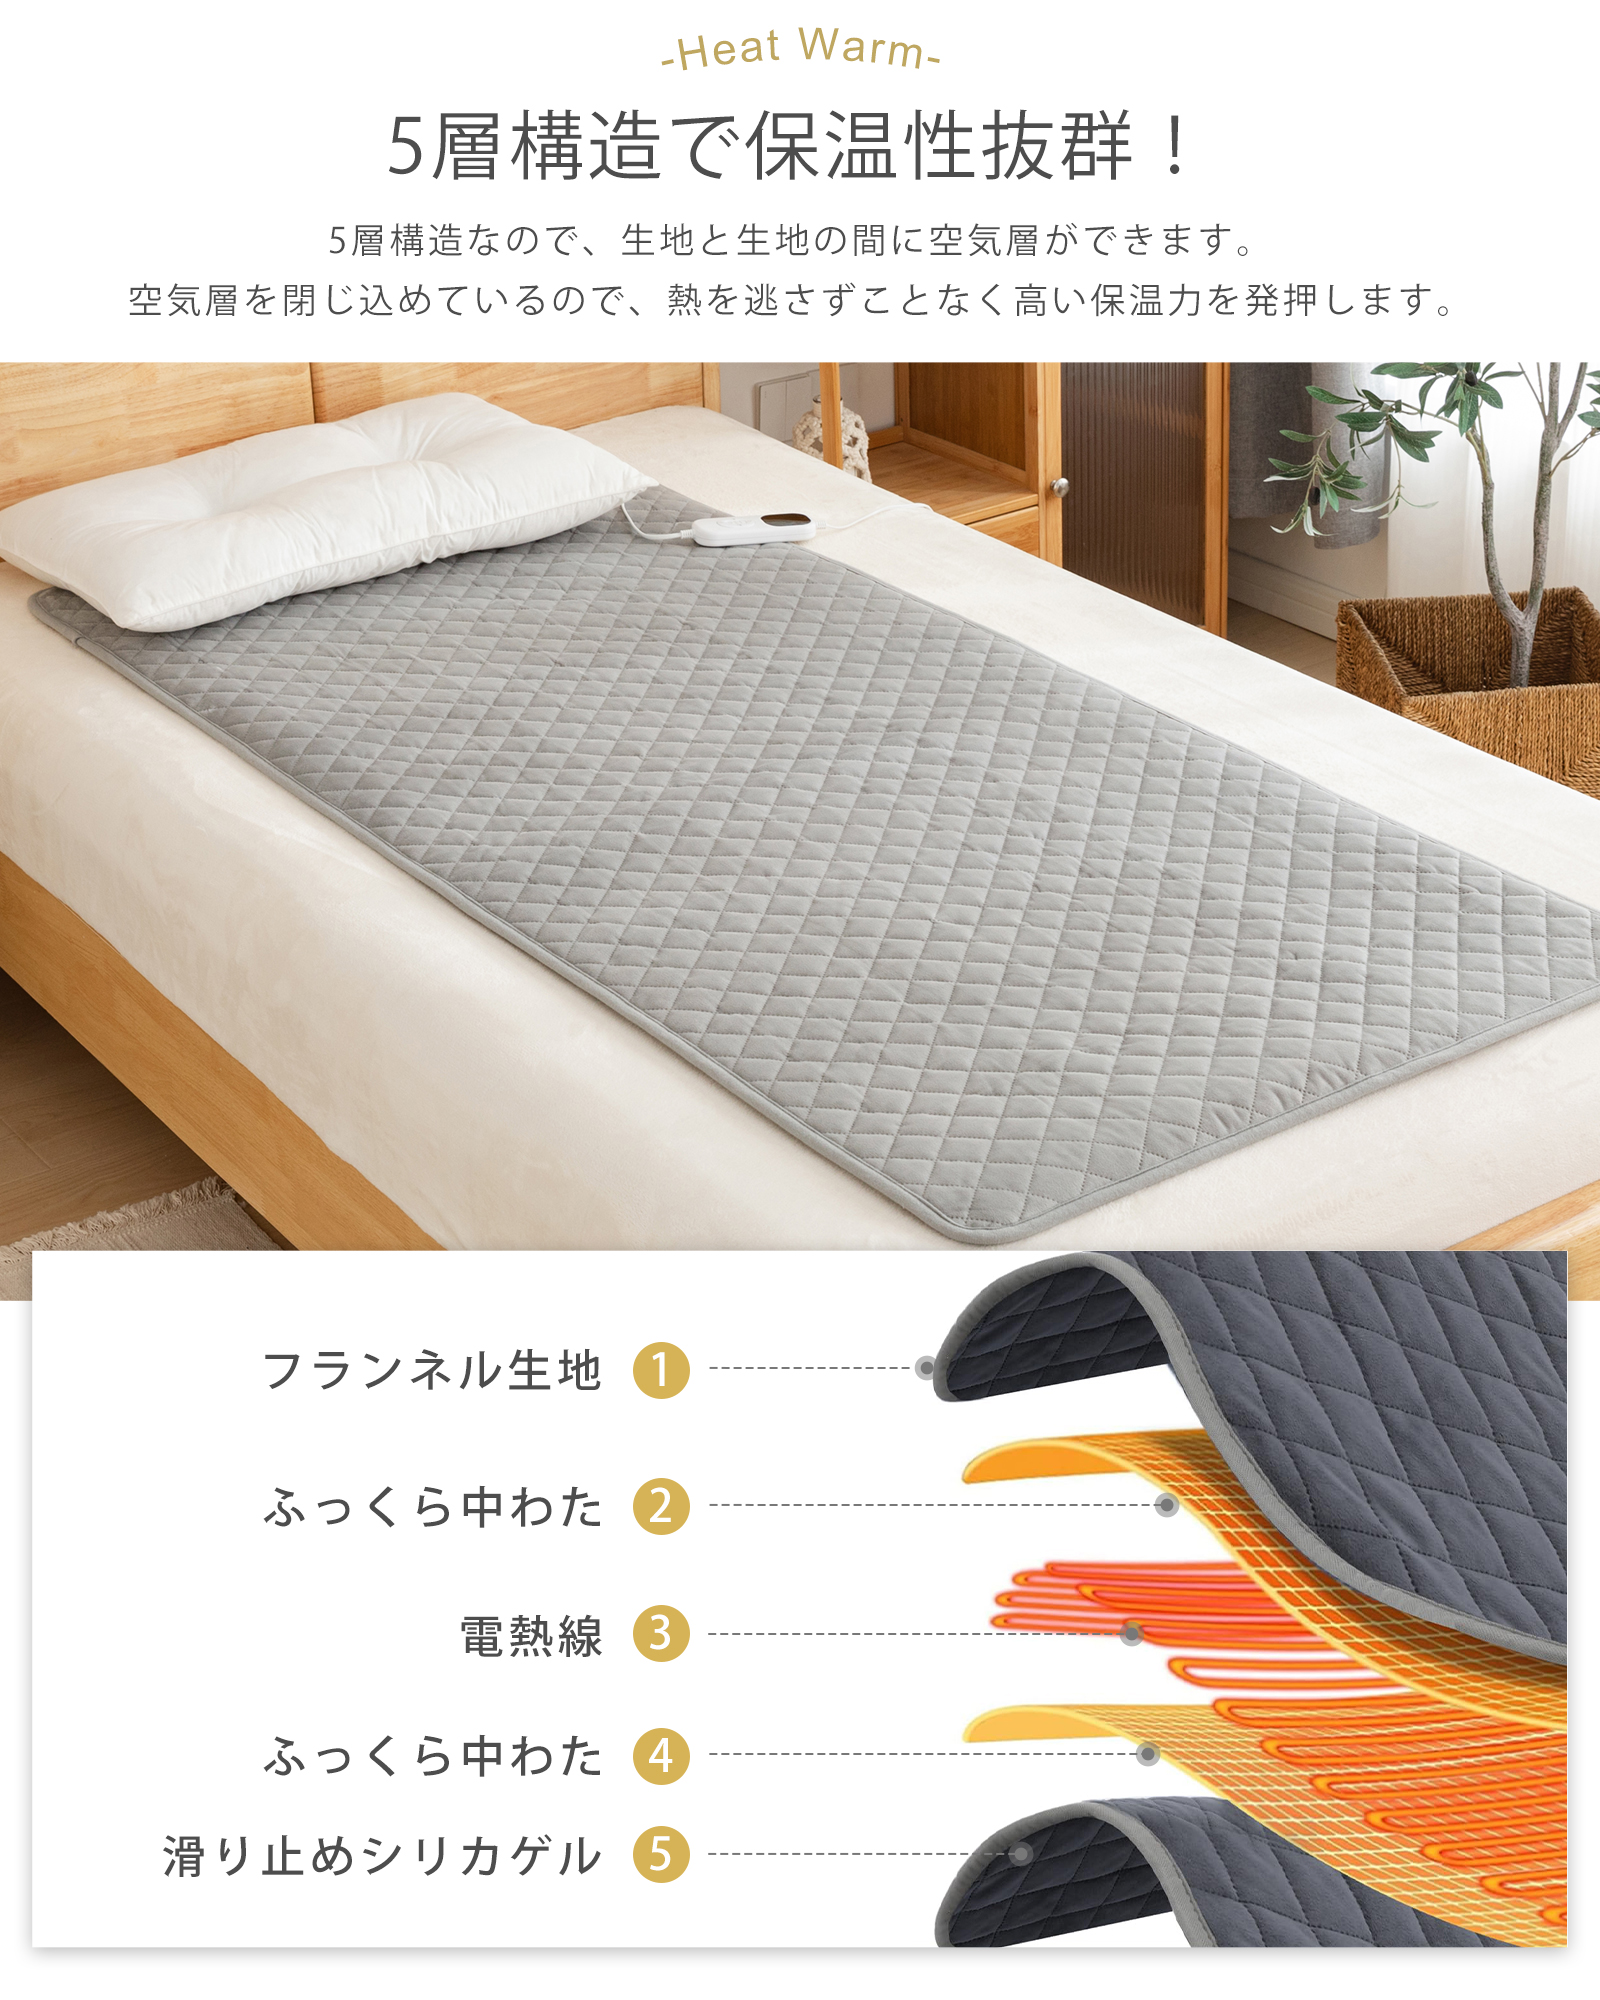 -Heat Warm-
5層構造で保温性抜群！
5層構造なので、生地と生地の間に空気層ができます。
空気層を閉じ込めているので、熱を逃さずことなく高い保温力を発押します。
フランネル生地 1
ふっくら中わた 2
電熱線 3
ふっくら中わた 4
滑り止めシリカゲル 5